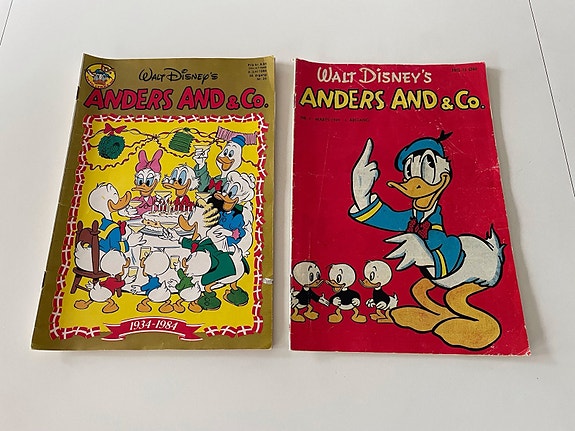 WALT DISNEY'S
ANDERS AND & Co.
1934-1984
WALT DISNEY'S
ANDERS AND & Co.